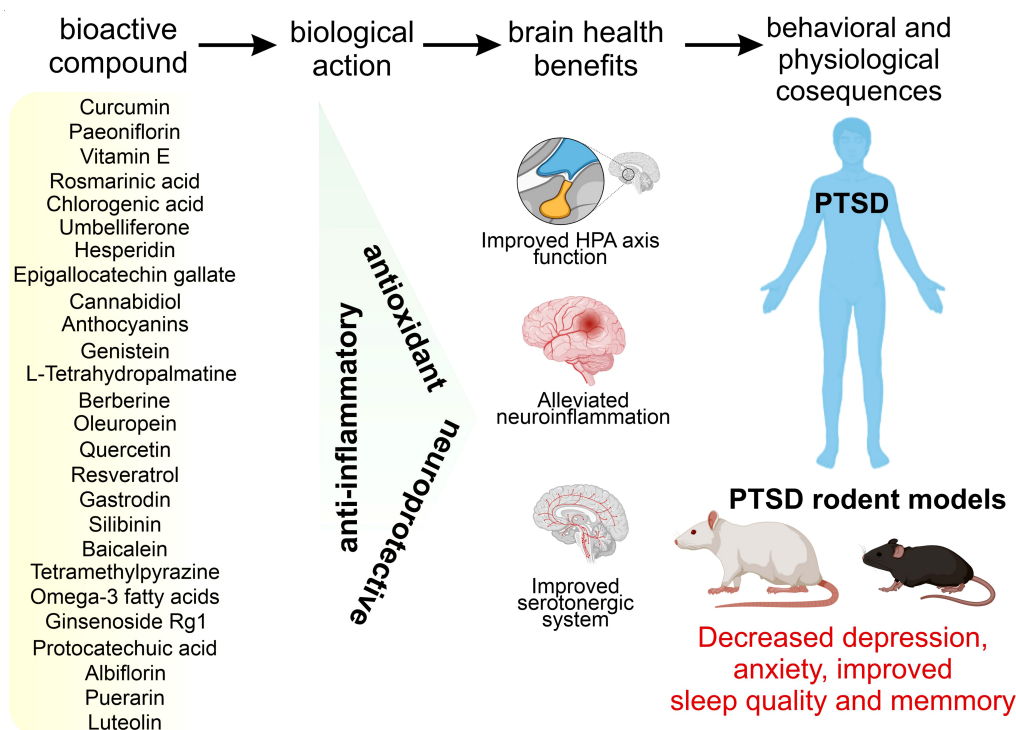 bioactive
compound
biological
action
brain health
benefits
behavioral and
physiological
cosequences
Curcumin
Paeoniflorin
Vitamin E
Rosmarinic acid
Chlorogenic acid
Umbelliferone
Hesperidin
Epigallocatechin gallate
Cannabidiol
Anthocyanins
Genistein
L-Tetrahydropalmatine
Berberine
Oleuropein
Quercetin
Resveratrol
Gastrodin
Silibinin
Baicalein
Tetramethylpyrazine
Omega-3 fatty acids
Ginsenoside Rg1
Protocatechuic acid
Albiflorin
Puerarin
Luteolin
anti-inflammatory
antioxidant
neuroprotective
Improved HPA axis
function
Alleviated
neuroinflammation
Improved
serotonergic
system
PTSD
PTSD rodent models
Decreased depression,
anxiety, improved
sleep quality and memmory